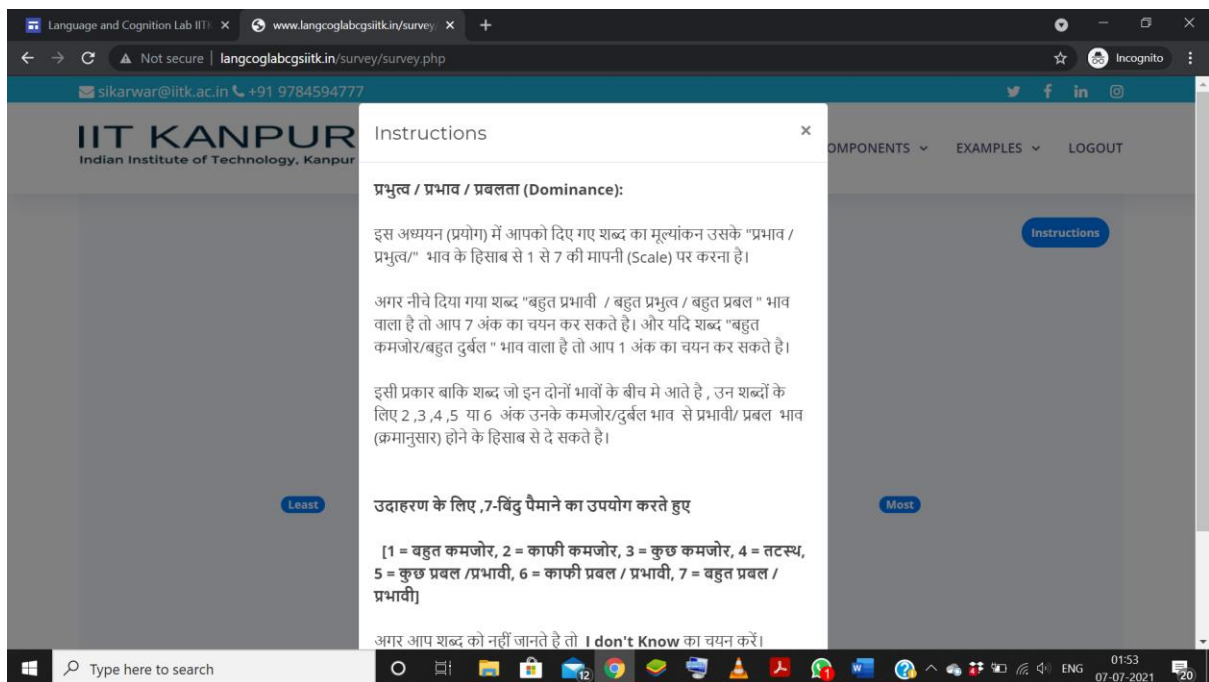 Language and Cognition Lab IITK
www.langcoglabcgsiitk.in/survey/
Not secure | langcoglabcgsiitk.in/survey/survey.php
Incognito
sikarwar@iitk.ac.in +91 9784594777
IIT KANPUR
Indian Institute of Technology, Kanpur
OMPONENTS EXAMPLES LOGOUT
Instructions
Instructions
प्रभुत्व / प्रभाव / प्रबलता (Dominance):
इस अध्ययन (प्रयोग) में आपको दिए गए शब्द का मूल्यांकन उसके "प्रभाव /
प्रभुत्व/" भाव के हिसाब से 1 से 7 की मापनी (Scale) पर करना है।
अगर नीचे दिया गया शब्द "बहुत प्रभावी / बहुत प्रभुत्व / बहुत प्रबल " भाव
वाला है तो आप 7 अंक का चयन कर सकते है। और यदि शब्द "बहुत
कमजोर/बहुत दुर्बल " भाव वाला है तो आप 1 अंक का चयन कर सकते है।
इसी प्रकार बाकि शब्द जो इन दोनों भावों के बीच मे आते है , उन शब्दों के
लिए 2 ,3 ,4 ,5 या 6 अंक उनके कमजोर/दुर्बल भाव से प्रभावी/ प्रबल भाव
(क्रमानुसार) होने के हिसाब से दे सकते है।
Least
Most
उदाहरण के लिए ,7-बिंदु पैमाने का उपयोग करते हुए
[1 = बहुत कमजोर, 2 = काफी कमजोर, 3 = कुछ कमजोर, 4 = तटस्थ,
5 = कुछ प्रबल /प्रभावी, 6 = काफी प्रबल / प्रभावी, 7 = बहुत प्रबल /
प्रभावी]
अगर आप शब्द को नहीं जानते है तो I don't Know का चयन करें।
Type here to search
12
ENG
01:53
07-07-2021
20